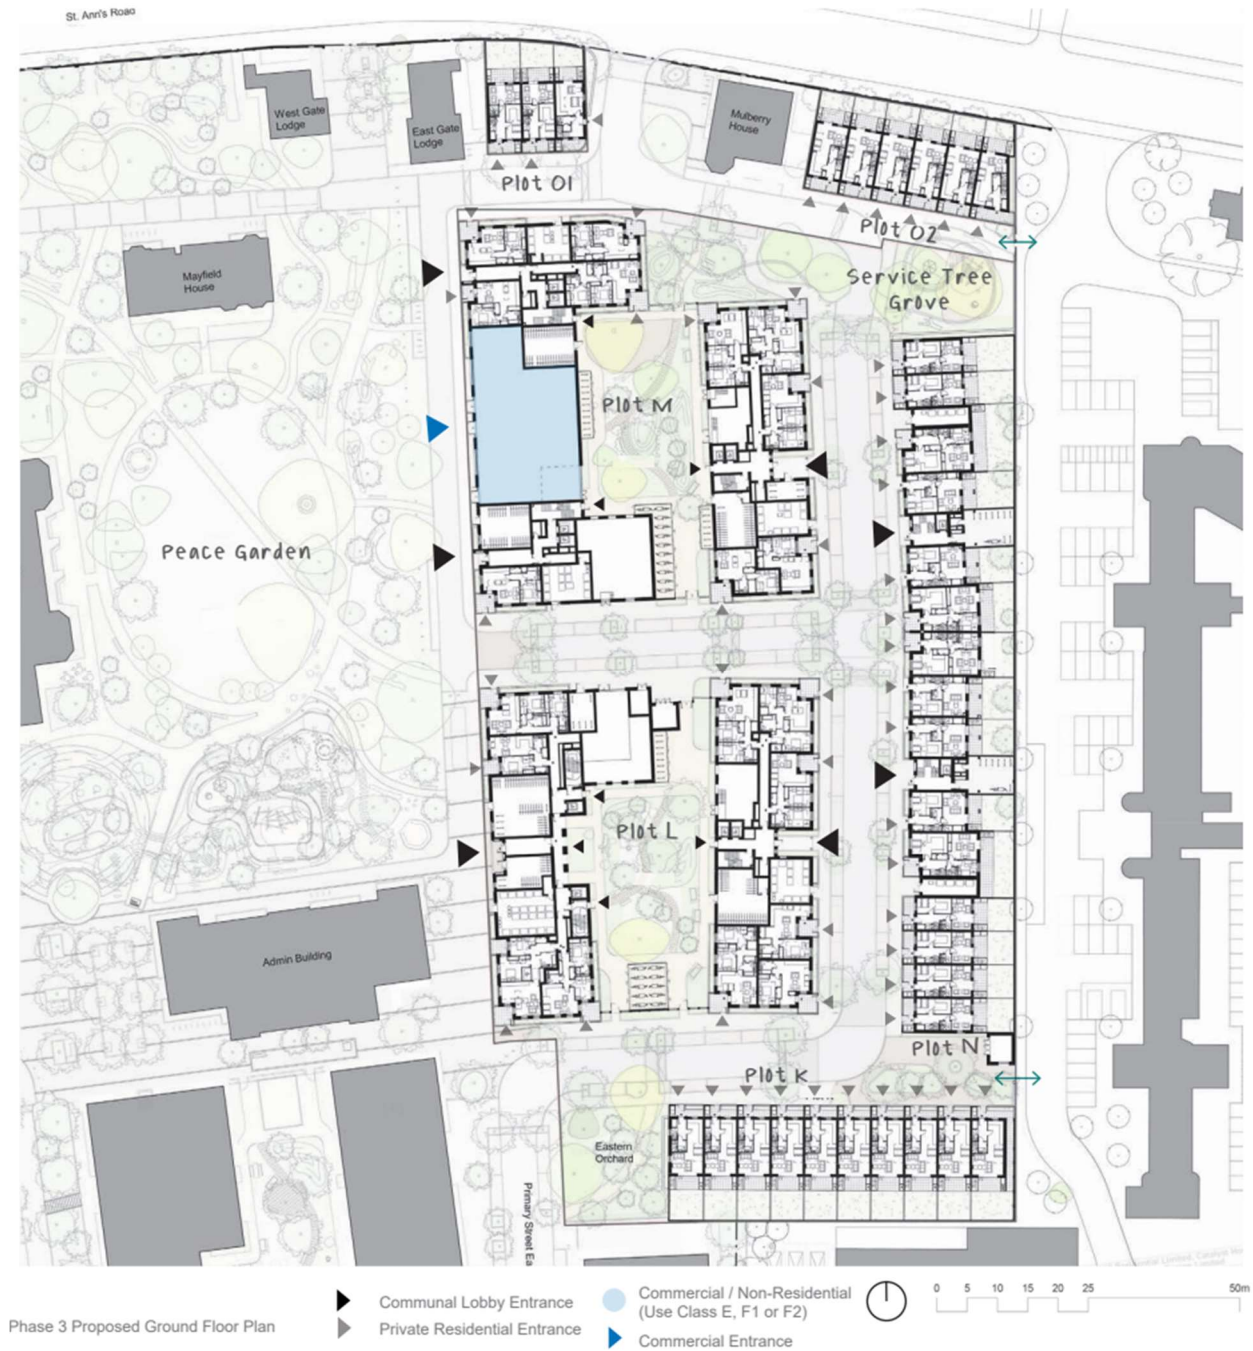 St. Ann's Road
West Gate
Lodge
East Gate
Lodge
Mulberry
House
Plot O1
Plot O2
Mayfield
House
Service Tree
Grove
Plot M
Peace Garden
Plot L
Admin Building
Plot N
Plot K
Eastern
Orchard
Primary Street Ea
Phase 3 Proposed Ground Floor Plan
Communal Lobby Entrance
Private Residential Entrance
Commercial / Non-Residential
(Use Class E, F1 or F2)
Commercial Entrance
0 5 10 15 20 25 50m